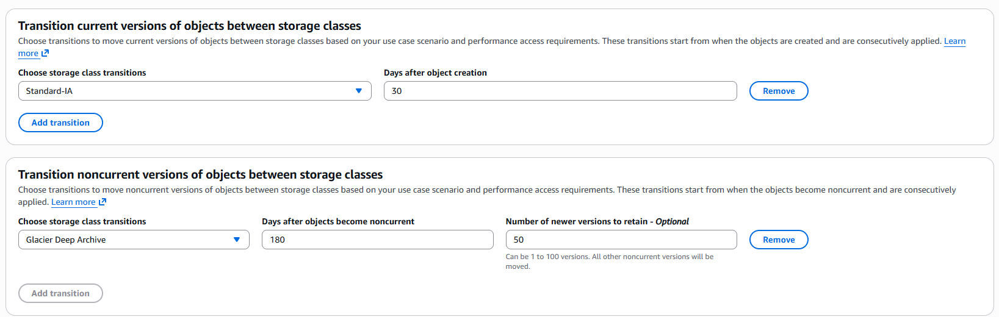 Transition current versions of objects between storage classes
Choose transitions to move current versions of objects between storage classes based on your use case scenario and performance access requirements. These transitions start from when the objects are created and are consecutively applied. Learn
more
Choose storage class transitions
Days after object creation
Standard-IA
30
Remove
Add transition
Transition noncurrent versions of objects between storage classes
Choose transitions to move noncurrent versions of objects between storage classes based on your use case scenario and performance access requirements. These transitions start from when the objects become noncurrent and are consecutively
applied. Learn more
Choose storage class transitions
Days after objects become noncurrent
Number of newer versions to retain - Optional
Glacier Deep Archive
180
50
Remove
Can be 1 to 100 versions. All other noncurrent versions will be
moved.
Add transition